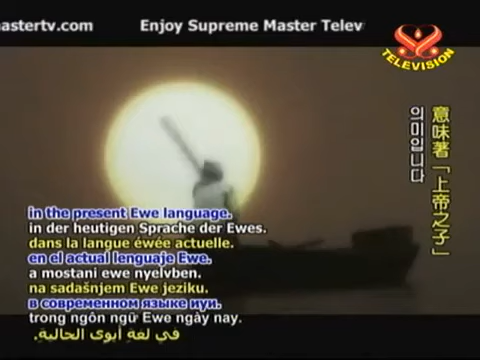 astertv.com
Enjoy Supreme Master Telev
TELEVISION
意味著「上帝之子」
의미입니다
in the present Ewe language.
in der heutigen Sprache der Ewes.
dans la langue éwée actuelle.
en el actual lenguaje Ewe.
a mostani ewe nyelvben.
na sadašnjem Ewe jeziku.
в современном языке иуи.
trong ngôn ngữ Ewe ngày nay.
في لغة أيوى الحالية.